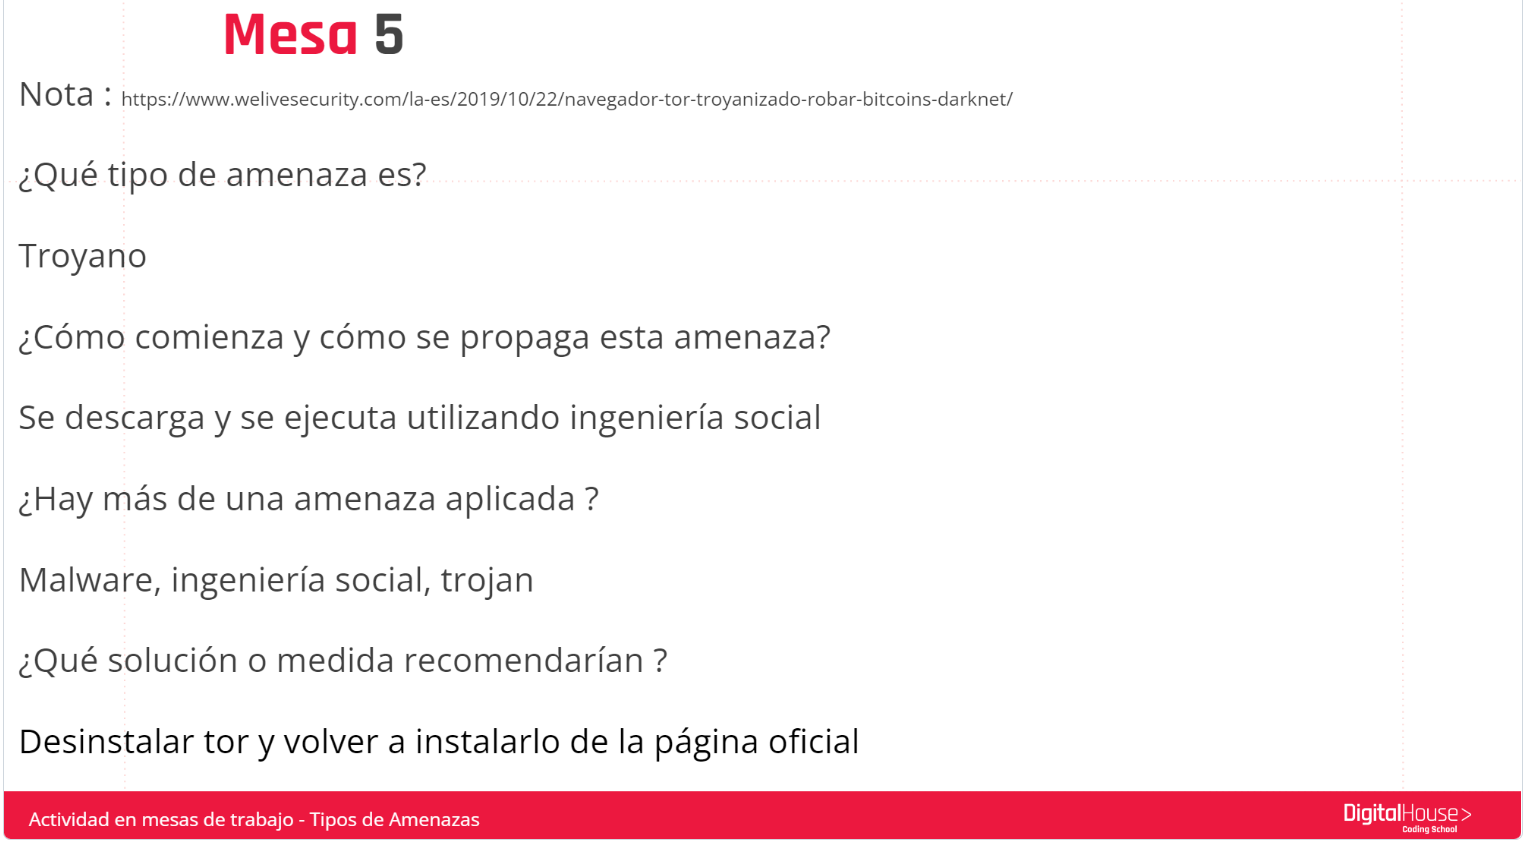 Mesa 5
Nota : https://www.welivesecurity.com/la-es/2019/10/22/navegador-tor-troyanizado-robar-bitcoins-darknet/
¿Qué tipo de amenaza es?
Troyano
¿Cómo comienza y cómo se propaga esta amenaza?
Se descarga y se ejecuta utilizando ingeniería social
¿Hay más de una amenaza aplicada ?
Malware, ingeniería social, trojan
¿Qué solución o medida recomendarían ?
Desinstalar tor y volver a instalarlo de la página oficial
Actividad en mesas de trabajo - Tipos de Amenazas
DigitalHouse>
Coding School